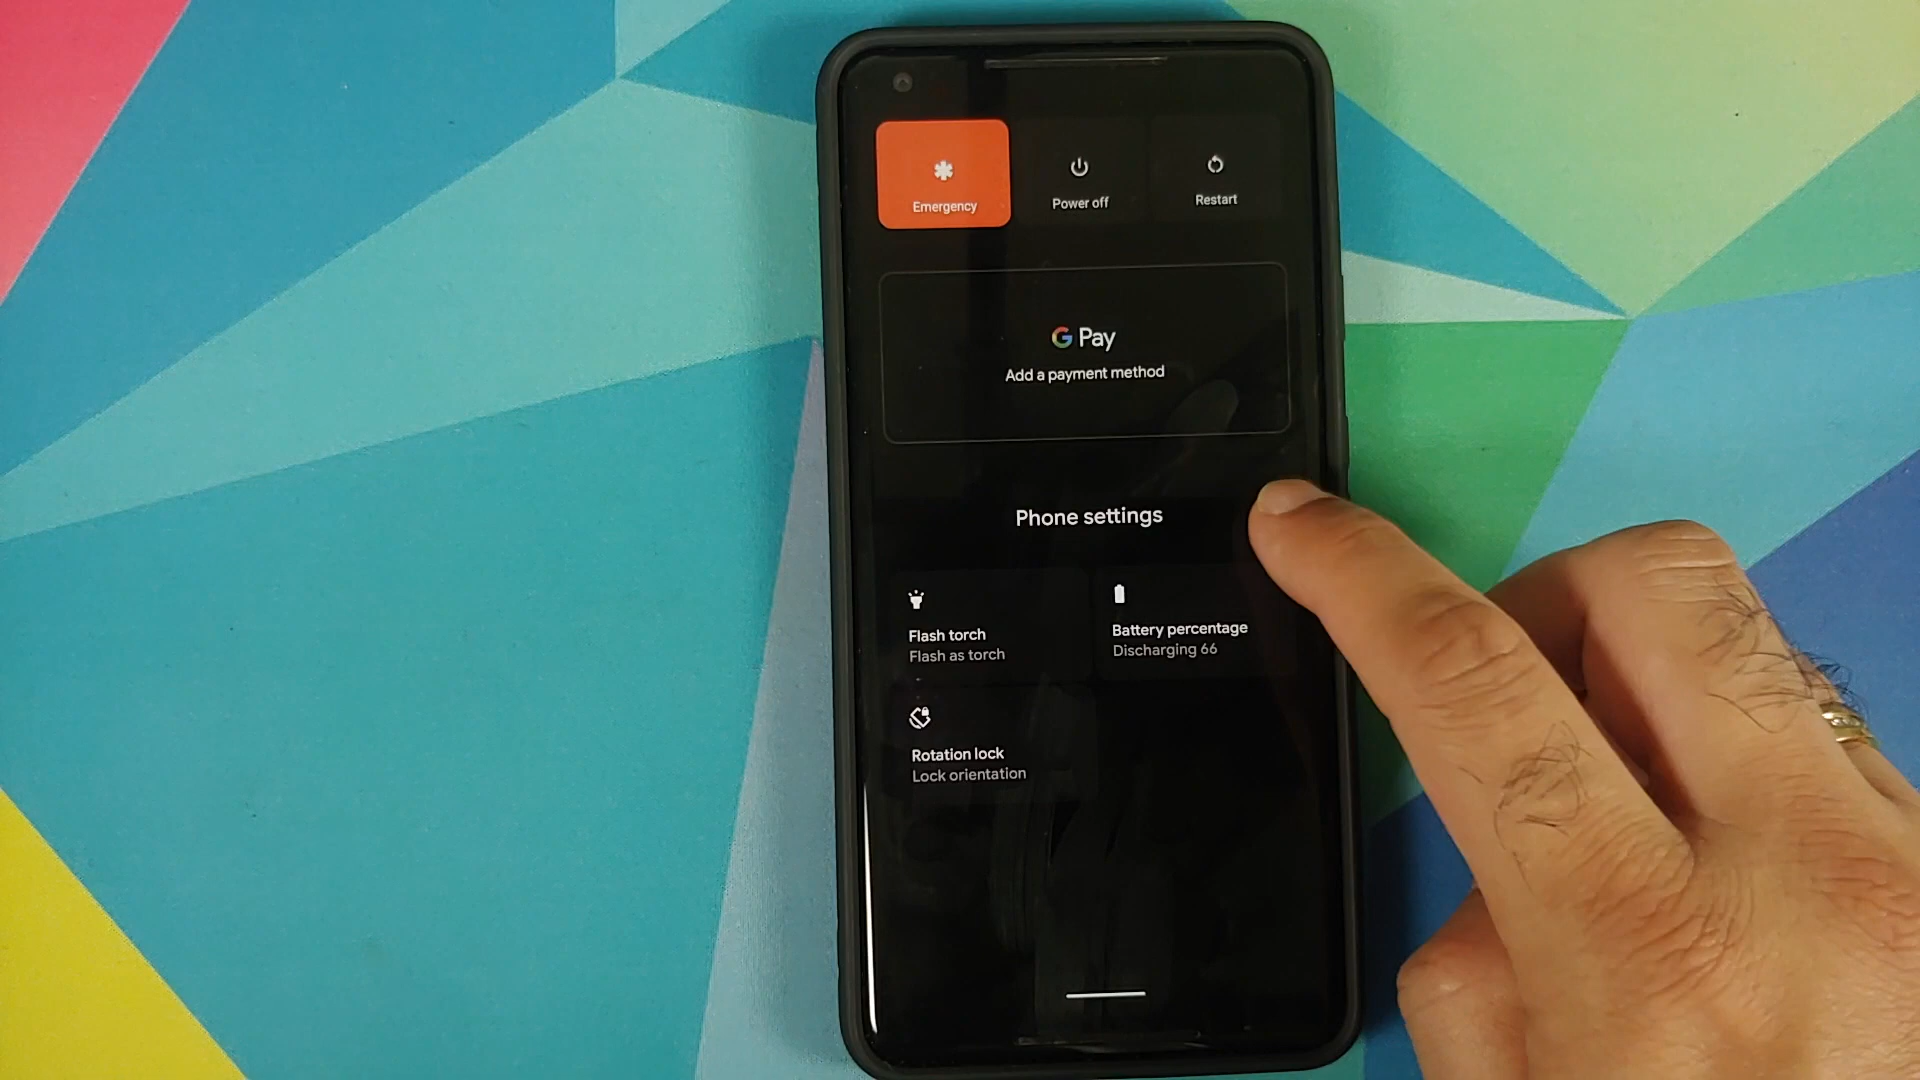 Emergency
Power off
Restart
G Pay
Add a payment method
Phone settings
Flash torch
Flash as torch
Battery percentage
Discharging 66
Rotation lock
Lock orientation